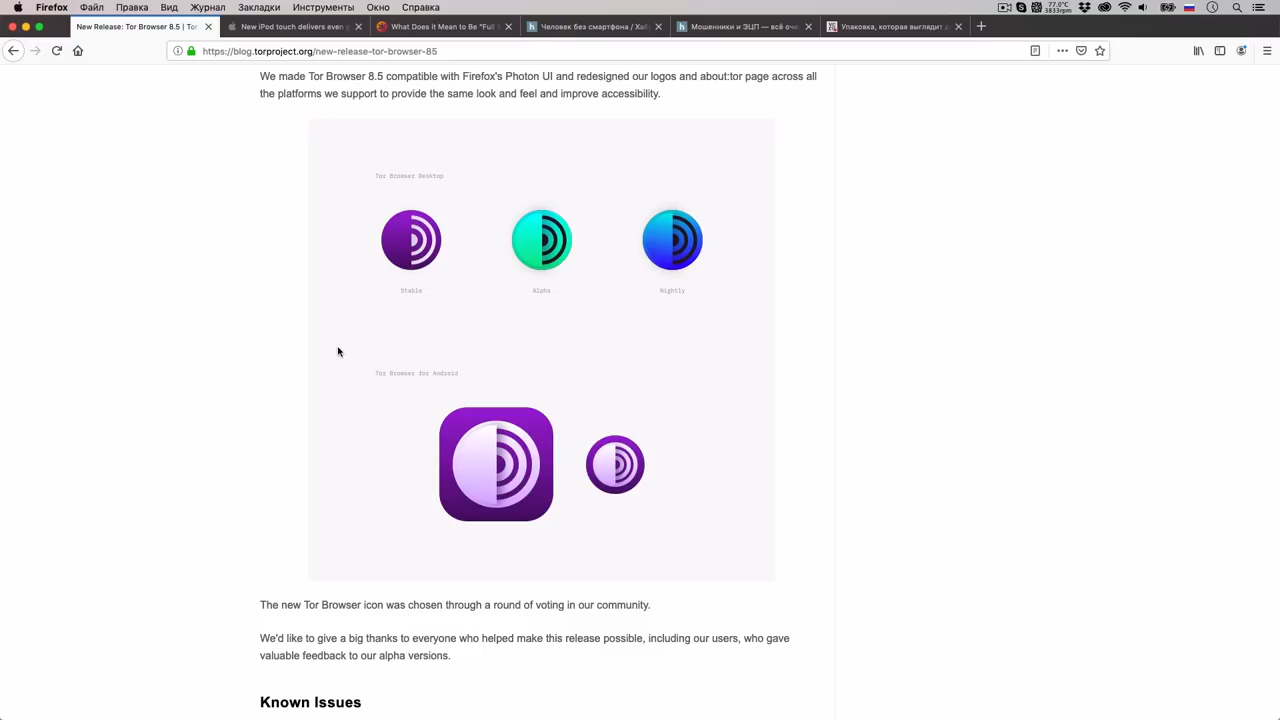 Firefox Файл Правка Вид Журнал Закладки Инструменты Окно Справка 77.0°C 3833rpm
New Release: Tor Browser 8.5 | Tor New iPod touch delivers even g What Does it Mean to Be "Full S Человек без смартфона / Хаб Мошенники и ЭЦП — всё оче Упаковка, которая выглядит д
https://blog.torproject.org/new-release-tor-browser-85
We made Tor Browser 8.5 compatible with Firefox's Photon UI and redesigned our logos and about:tor page across all
the platforms we support to provide the same look and feel and improve accessibility.
Tor Browser Desktop
Stable Alpha Nightly
Tor Browser for Android
The new Tor Browser icon was chosen through a round of voting in our community.
We'd like to give a big thanks to everyone who helped make this release possible, including our users, who gave
valuable feedback to our alpha versions.
Known Issues